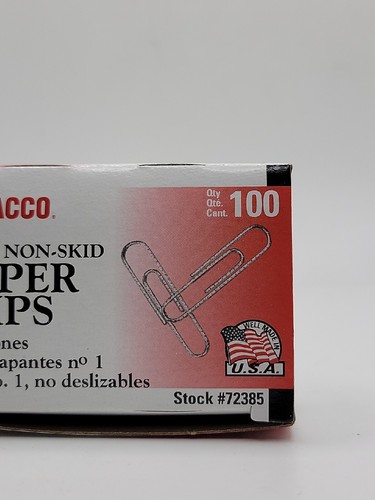 ACCO®
Qty
Qte.
Cant.
100
NON-SKID
PER
IPS
WELL MADE IN
U.S.A.
nes
apantes nº 1
. 1, no deslizables
Stock #72385